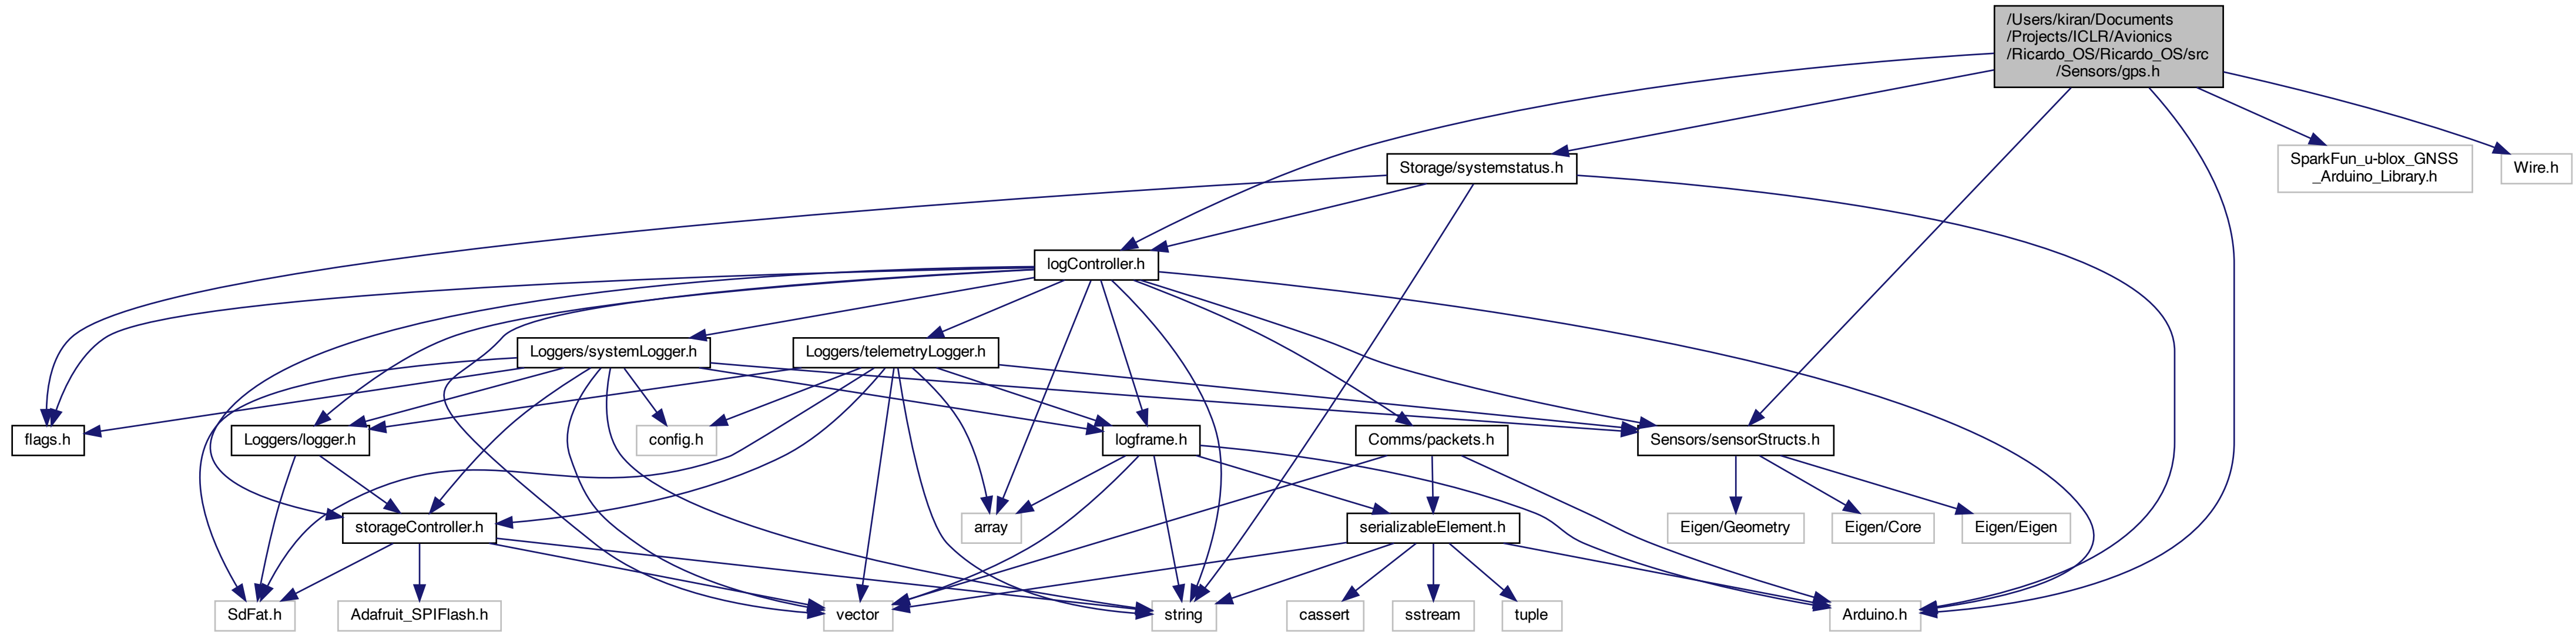 /Users/kiran/Documents
/Projects/ICLR/Avionics
/Ricardo_OS/Ricardo_OS/src
/Sensors/gps.h
Storage/systemstatus.h
SparkFun_u-blox_GNSS
_Arduino_Library.h
Wire.h
logController.h
Loggers/systemLogger.h
Loggers/telemetryLogger.h
flags.h
Loggers/logger.h
config.h
logframe.h
Comms/packets.h
Sensors/sensorStructs.h
storageController.h
array
serializableElement.h
Eigen/Geometry
Eigen/Core
Eigen/Eigen
SdFat.h
Adafruit_SPIFlash.h
vector
string
cassert
sstream
tuple
Arduino.h